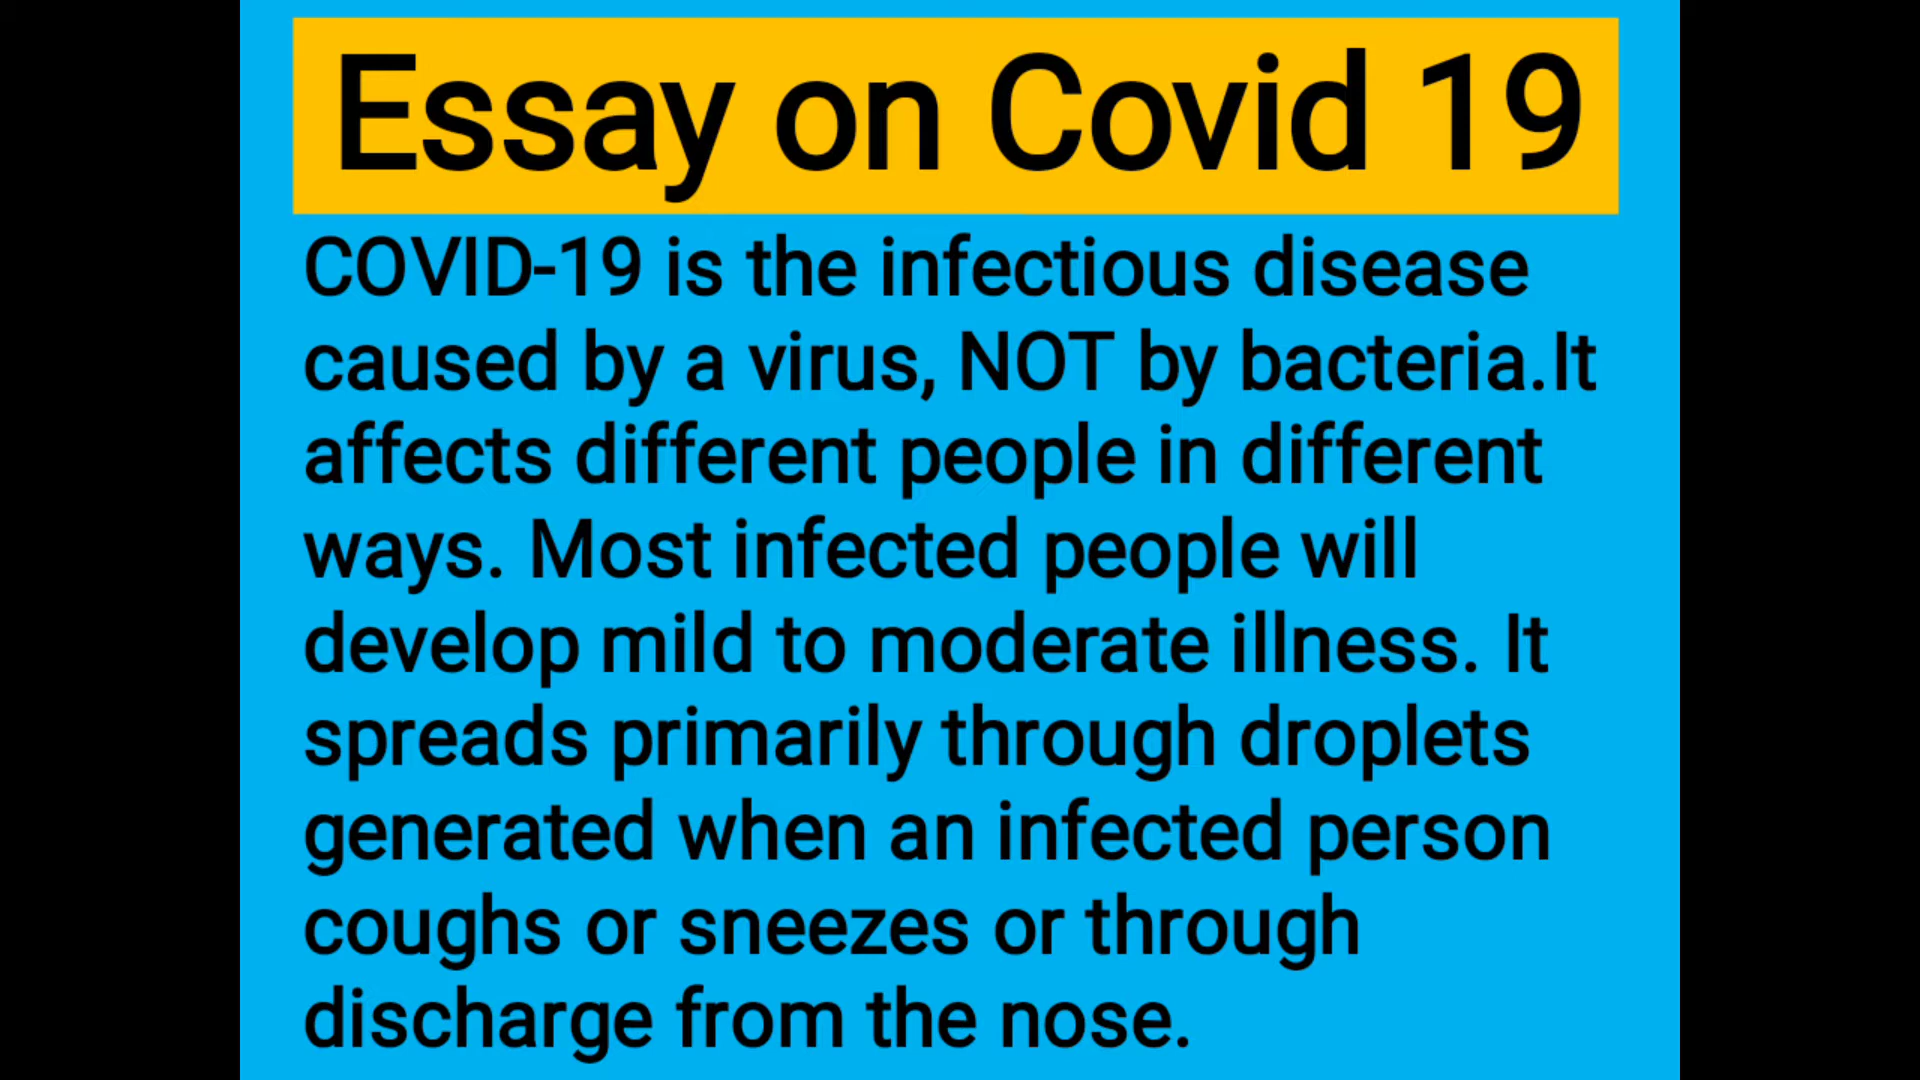 Essay on Covid 19
COVID-19 is the infectious disease
caused by a virus, NOT by bacteria.It
affects different people in different
ways. Most infected people will
develop mild to moderate illness. It
spreads primarily through droplets
generated when an infected person
coughs or sneezes or through
discharge from the nose.